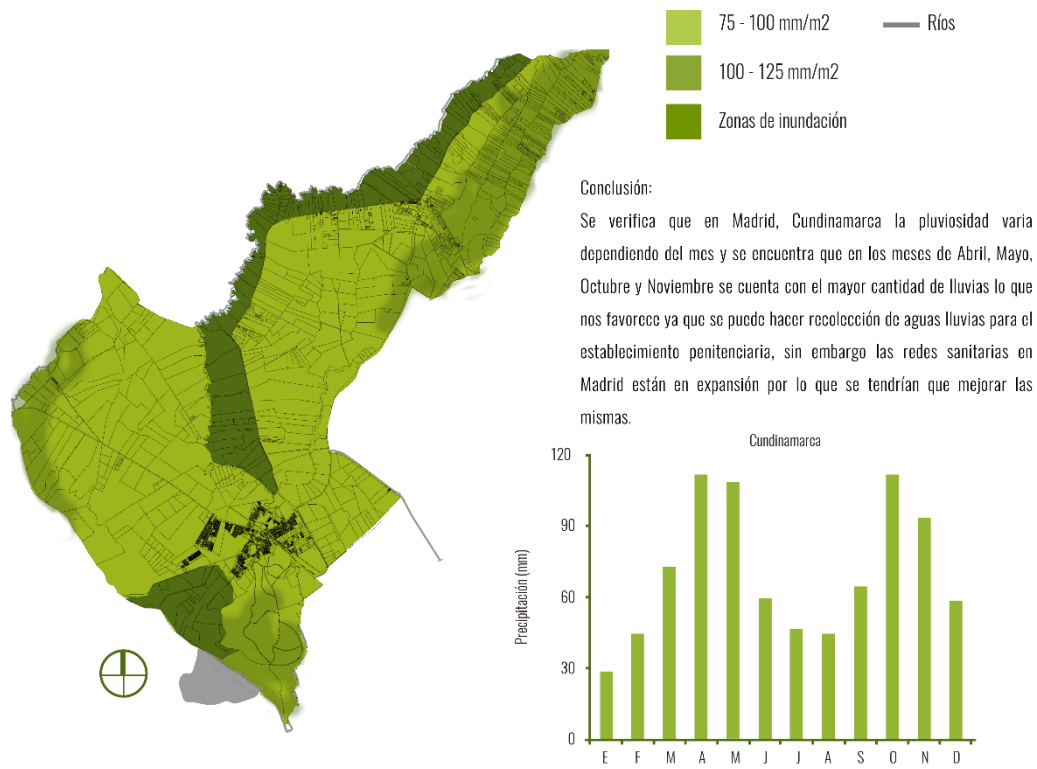 75 - 100 mm/m2
Ríos
100 - 125 mm/m2
Zonas de inundación
Conclusión:
Se verifica que en Madrid, Cundinamarca la pluviosidad varia
dependiendo del mes y se encuentra que en los meses de Abril, Mayo,
Octubre y Noviembre se cuenta con el mayor cantidad de lluvias lo que
nos favorece ya que se puede hacer recolección de aguas lluvias para el
establecimiento penitenciaria, sin embargo las redes sanitarias en
Madrid están en expansión por lo que se tendrían que mejorar las
mismas.
Cundinamarca
Precipitación (mm)
120
90
60
30
0
E F M A M J J A S O N D